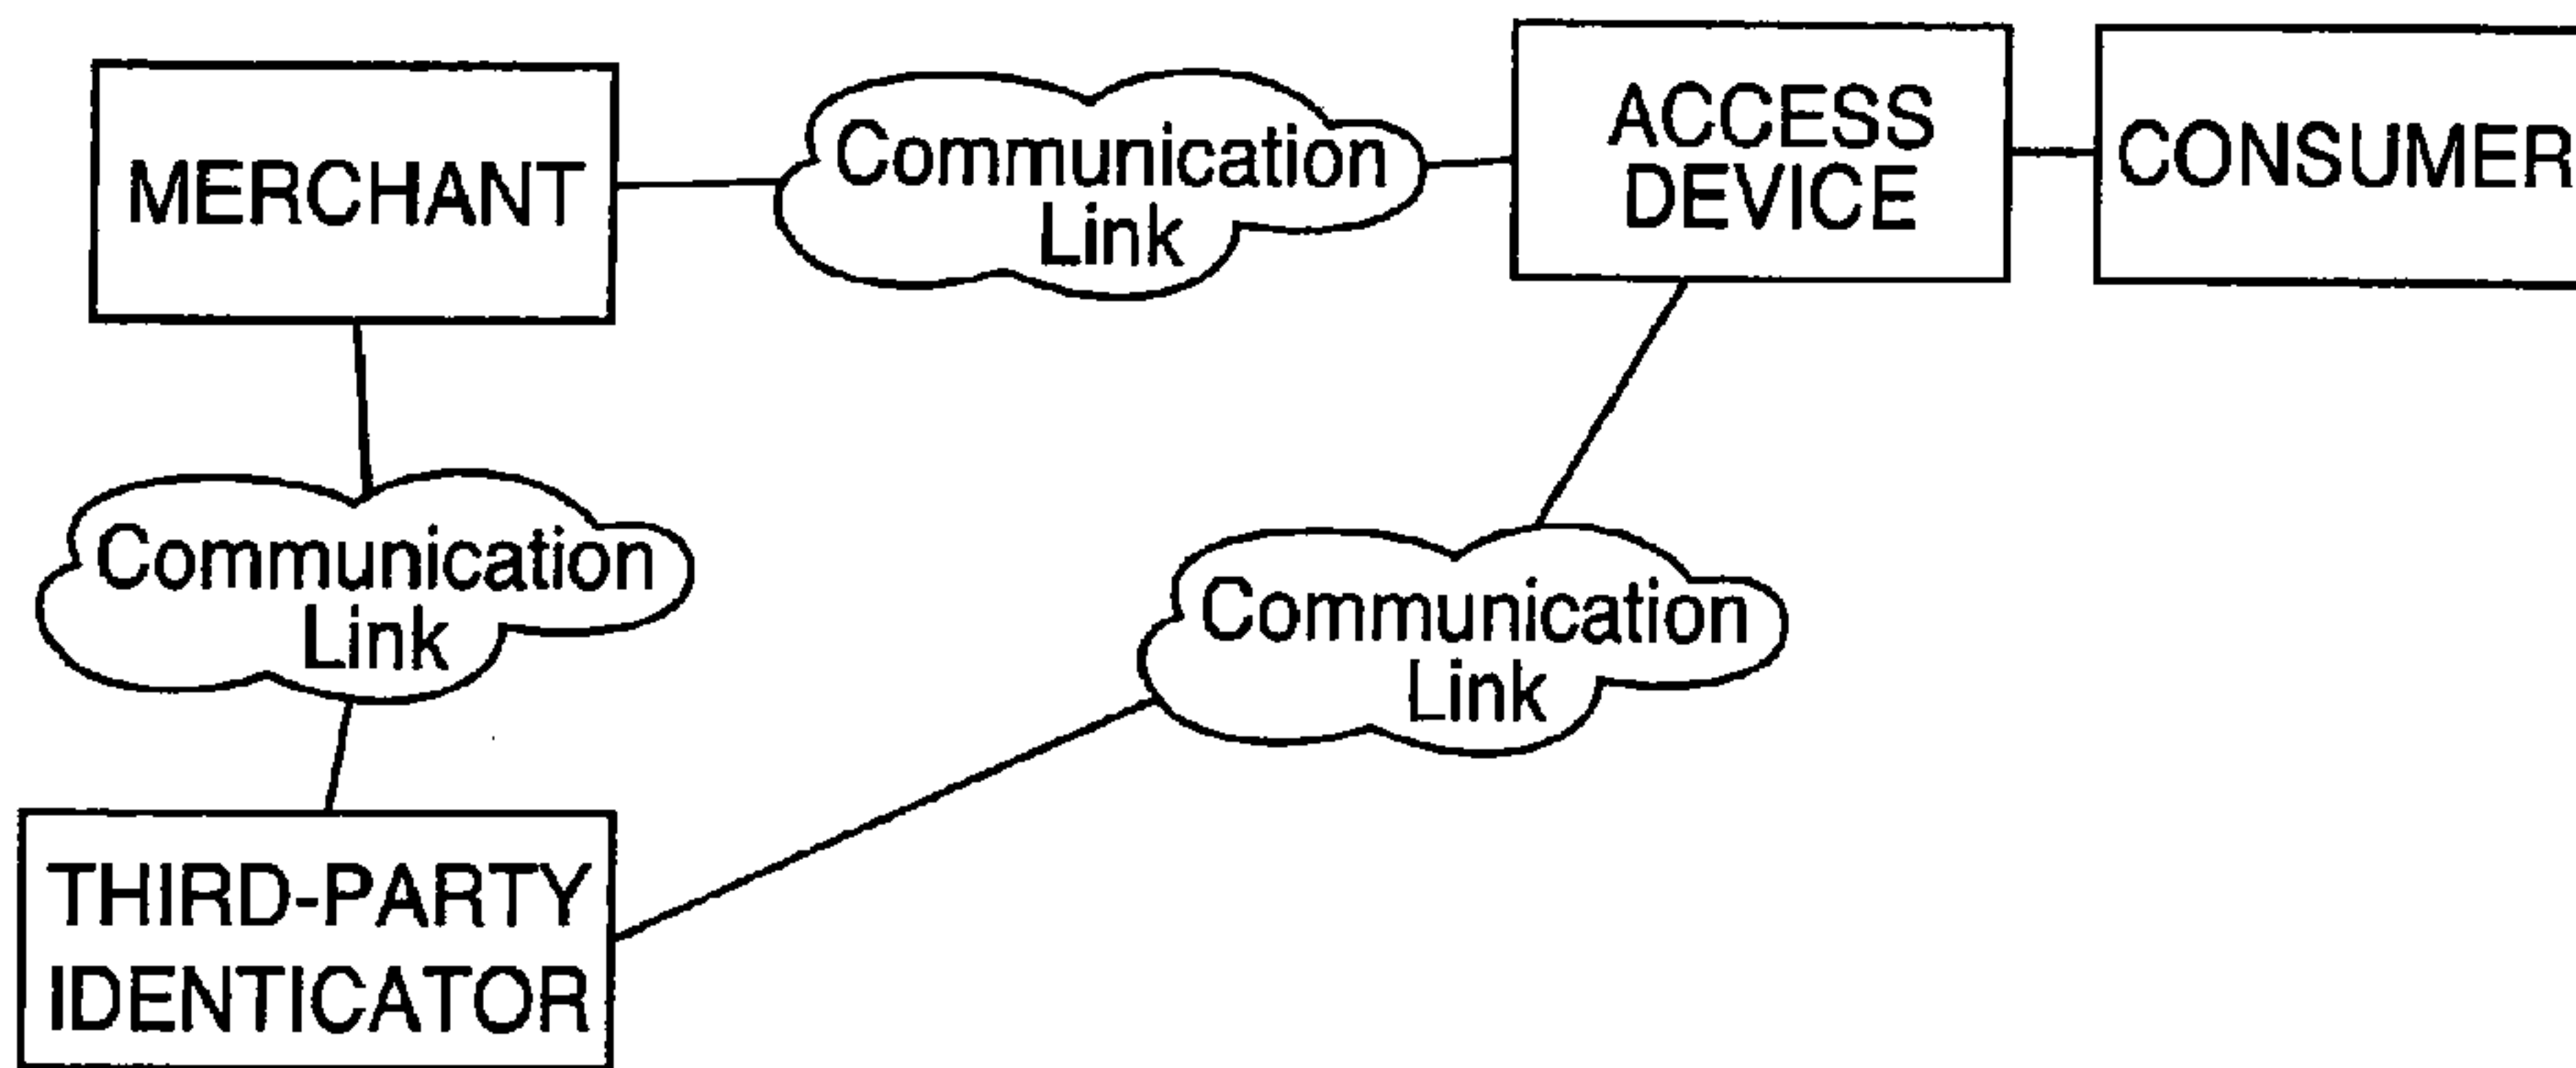 MERCHANT
Communication
Link
ACCESS
DEVICE
CONSUMER
Communication
Link
Communication
Link
THIRD-PARTY
IDENTICATOR